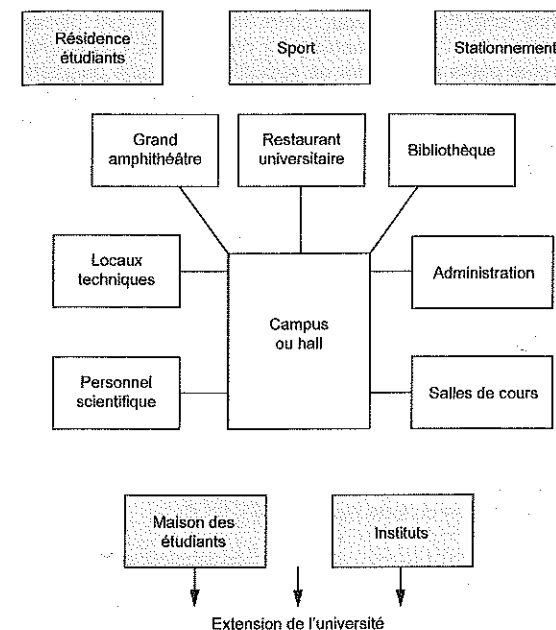 Résidence
étudiants
Sport
Stationnement
Grand
amphithéâtre
Restaurant
universitaire
Bibliothèque
Locaux
techniques
Campus
ou hall
Administration
Personnel
scientifique
Salles de cours
Maison des
étudiants
Instituts
Extension de l'université